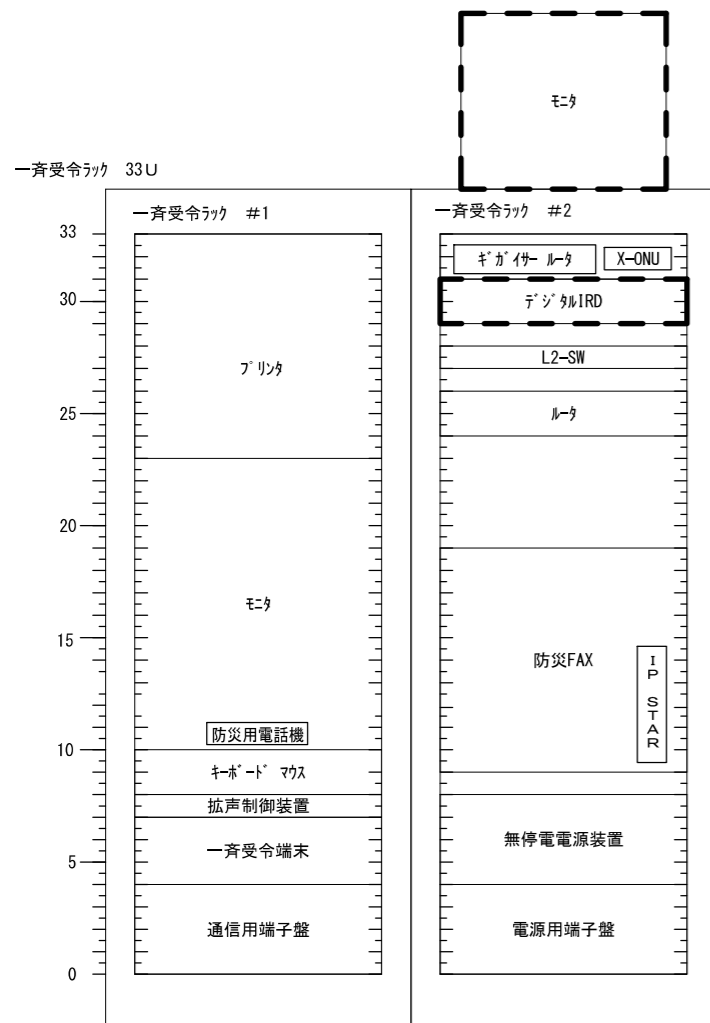 モニタ
一斉受令ラック 33U
一斉受令ラック #1
一斉受令ラック #2
33
30
25
20
15
10
5
0
プリンタ
モニタ
防災用電話機
キーボード マウス
拡声制御装置
一斉受令端末
通信用端子盤
ギガイサー ルータ
X-ONU
デジタルIRD
L2-SW
ルータ
防災FAX
IP STAR
無停電電源装置
電源用端子盤